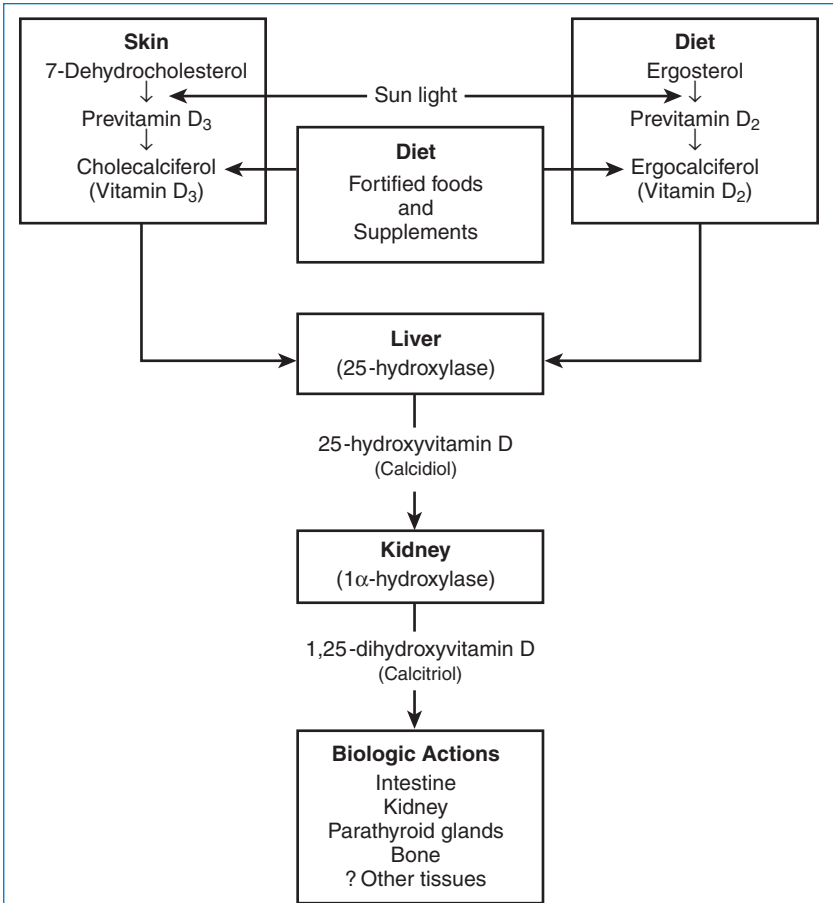 Skin
7-Dehydrocholesterol
↓
Previtamin D₃
↓
Cholecalciferol
(Vitamin D₃)
Sun light
Diet
Ergosterol
↓
Previtamin D₂
↓
Ergocalciferol
(Vitamin D₂)
Diet
Fortified foods
and
Supplements
Liver
(25-hydroxylase)
25-hydroxyvitamin D
(Calcidiol)
Kidney
(1α-hydroxylase)
1,25-dihydroxyvitamin D
(Calcitriol)
Biologic Actions
Intestine
Kidney
Parathyroid glands
Bone
? Other tissues